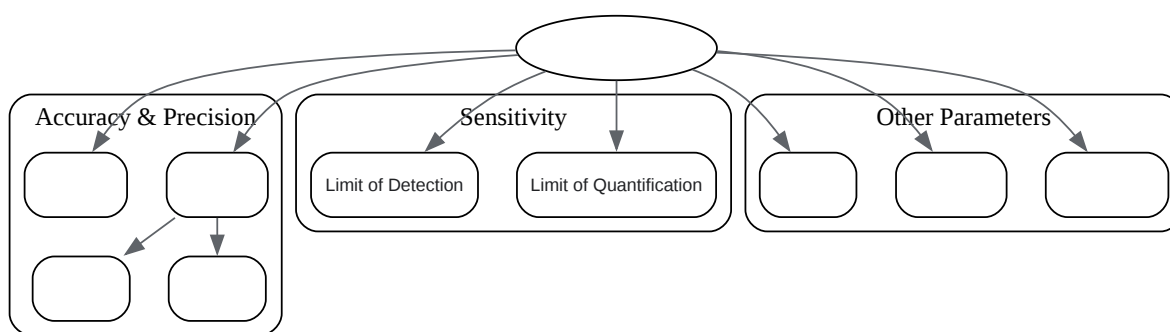 Accuracy & Precision
Sensitivity
Other Parameters
Limit of Detection
Limit of Quantification